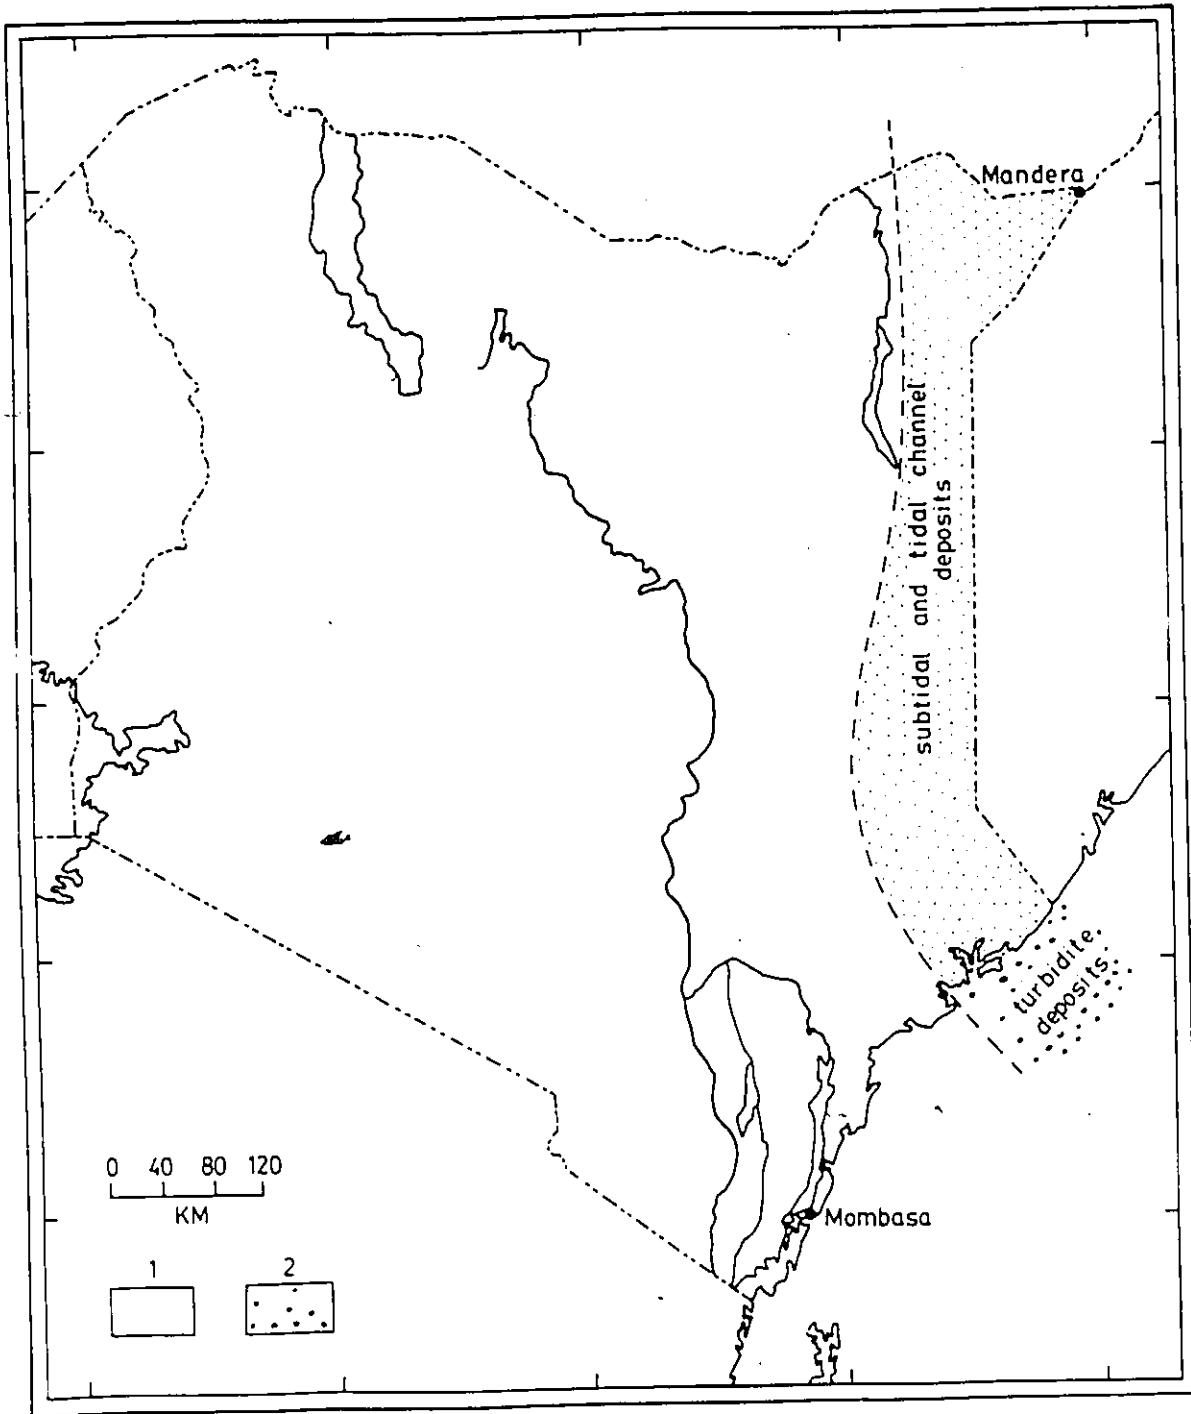 Mandera
subtidal and tidal channel
deposits
turbidite
deposits
0 40 80 120
KM
Mombasa
1 2